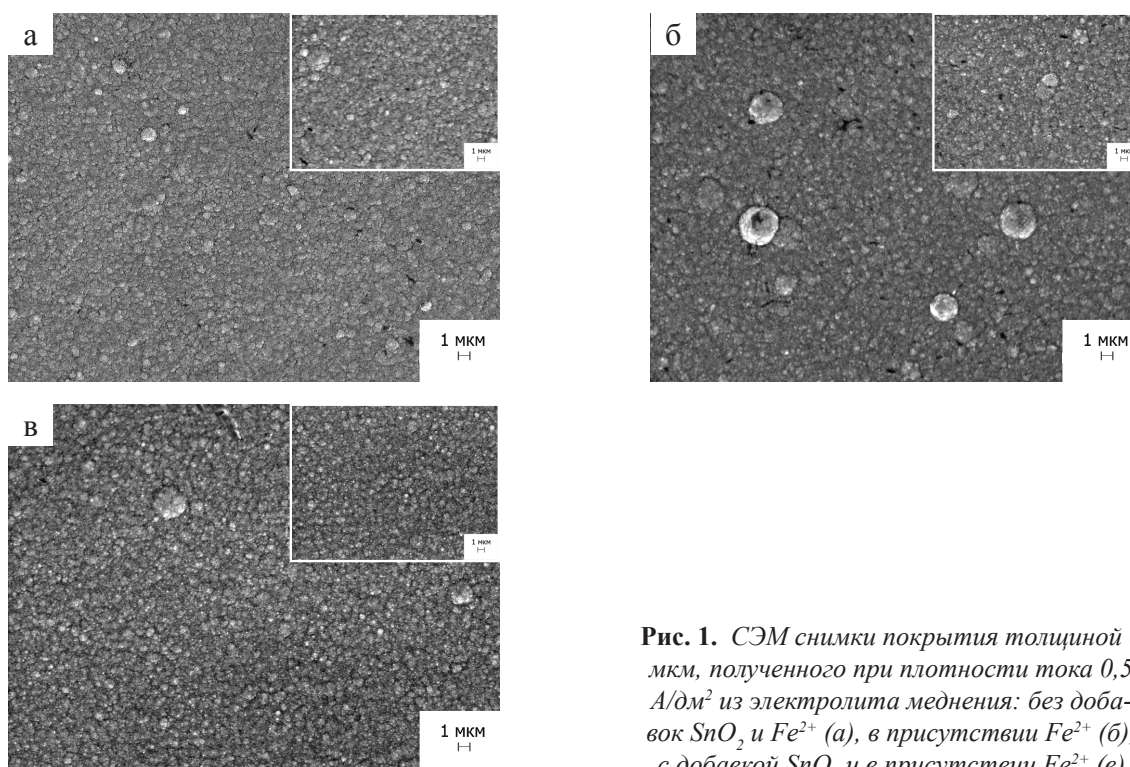 а
1 мкм
1 мкм
б
1 мк
1 мкм
в
1 мкм
1 мкм
Рис. 1. СЭМ снимки покрытия толщиной
мкм, полученного при плотности тока 0,5
А/дм² из электролита меднения: без доба-
вок SnO₂ и Fe²⁺ (а), в присутствии Fe²⁺ (б),
с добавкой SnO₂ и в присутствии Fe²⁺ (в)